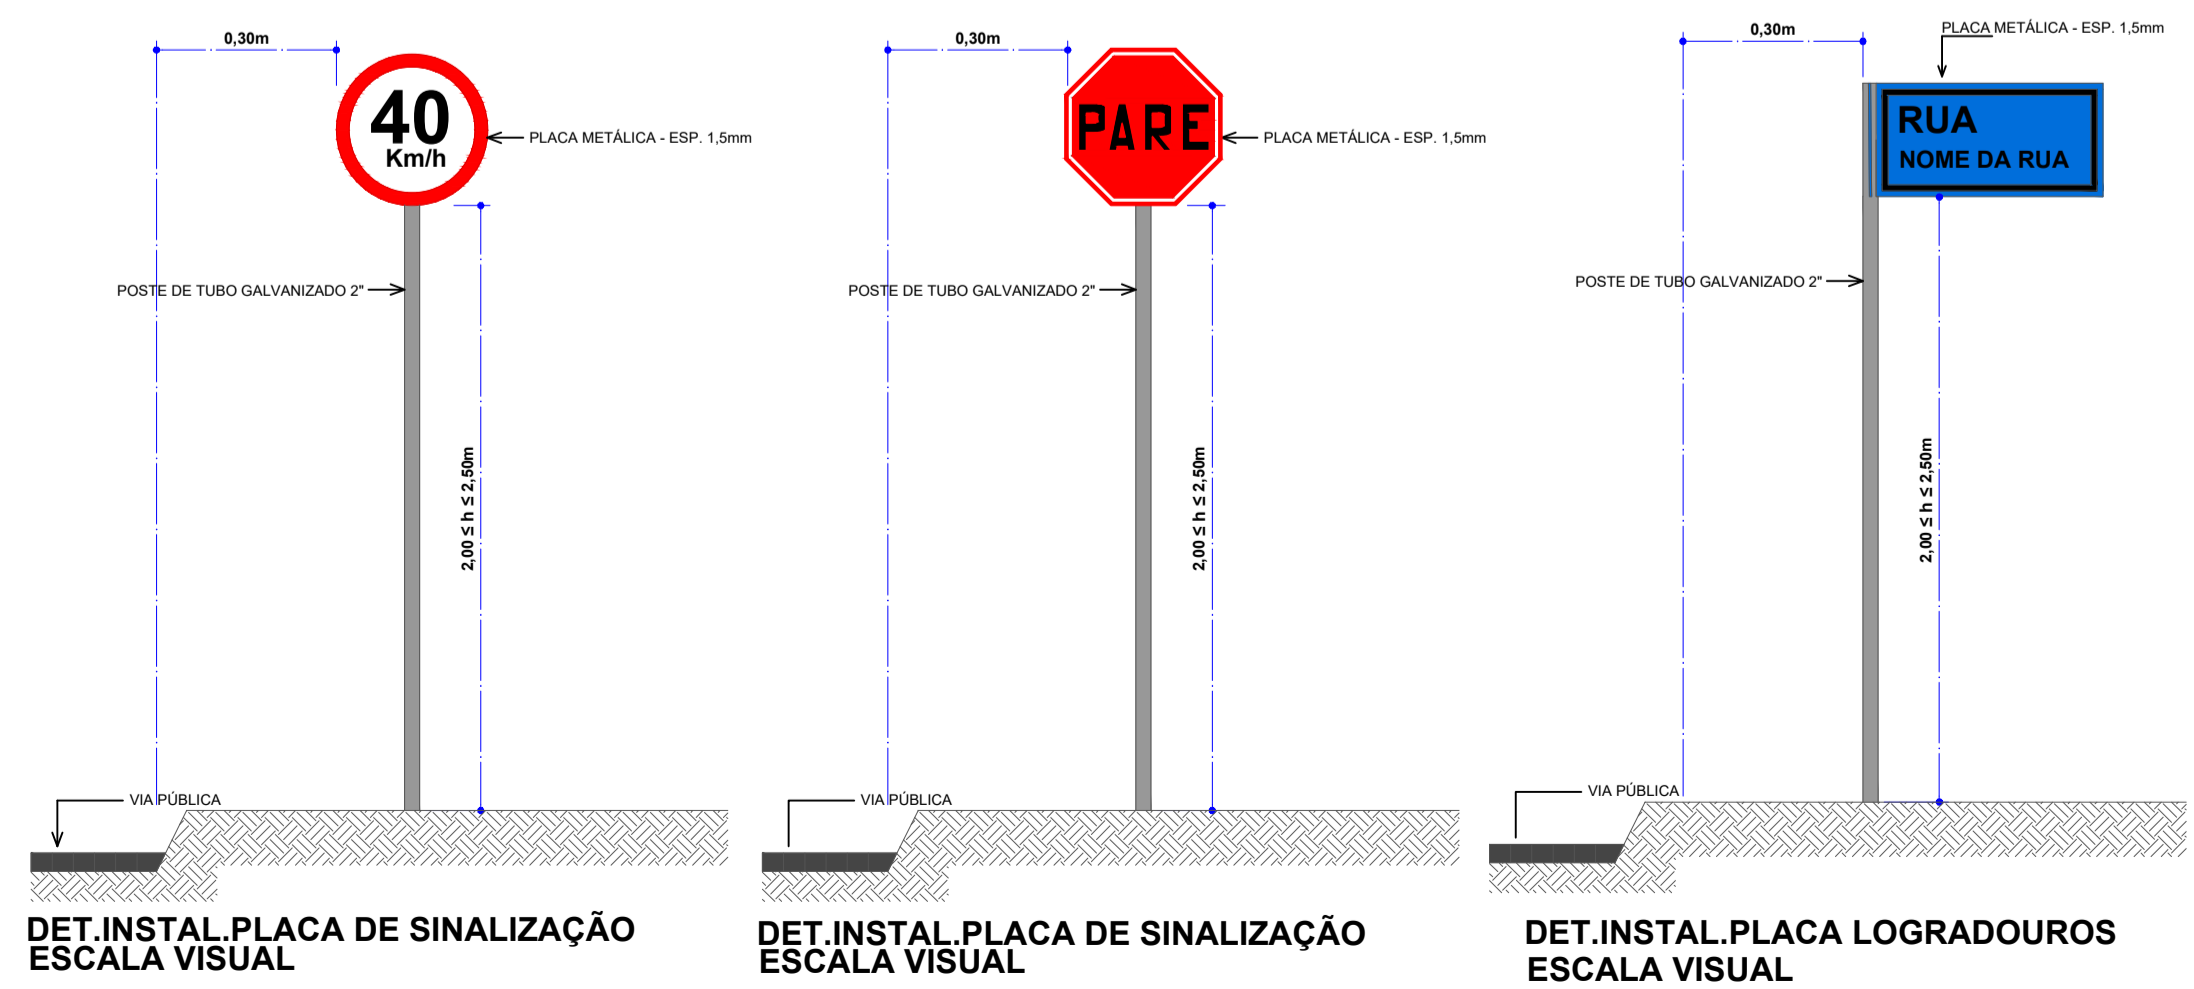 0,30m
40
Km/h
PLACA METÁLICA - ESP. 1,5mm
POSTE DE TUBO GALVANIZADO 2"
2,00 ≤ h ≤ 2,50m
VIA PÚBLICA
DET.INSTAL.PLACA DE SINALIZAÇÃO
ESCALA VISUAL
0,30m
PARE
PLACA METÁLICA - ESP. 1,5mm
POSTE DE TUBO GALVANIZADO 2"
2,00 ≤ h ≤ 2,50m
VIA PÚBLICA
DET.INSTAL.PLACA DE SINALIZAÇÃO
ESCALA VISUAL
0,30m
PLACA METÁLICA - ESP. 1,5mm
RUA
NOME DA RUA
POSTE DE TUBO GALVANIZADO 2"
2,00 ≤ h ≤ 2,50m
VIA PÚBLICA
DET.INSTAL.PLACA LOGRADOUROS
ESCALA VISUAL